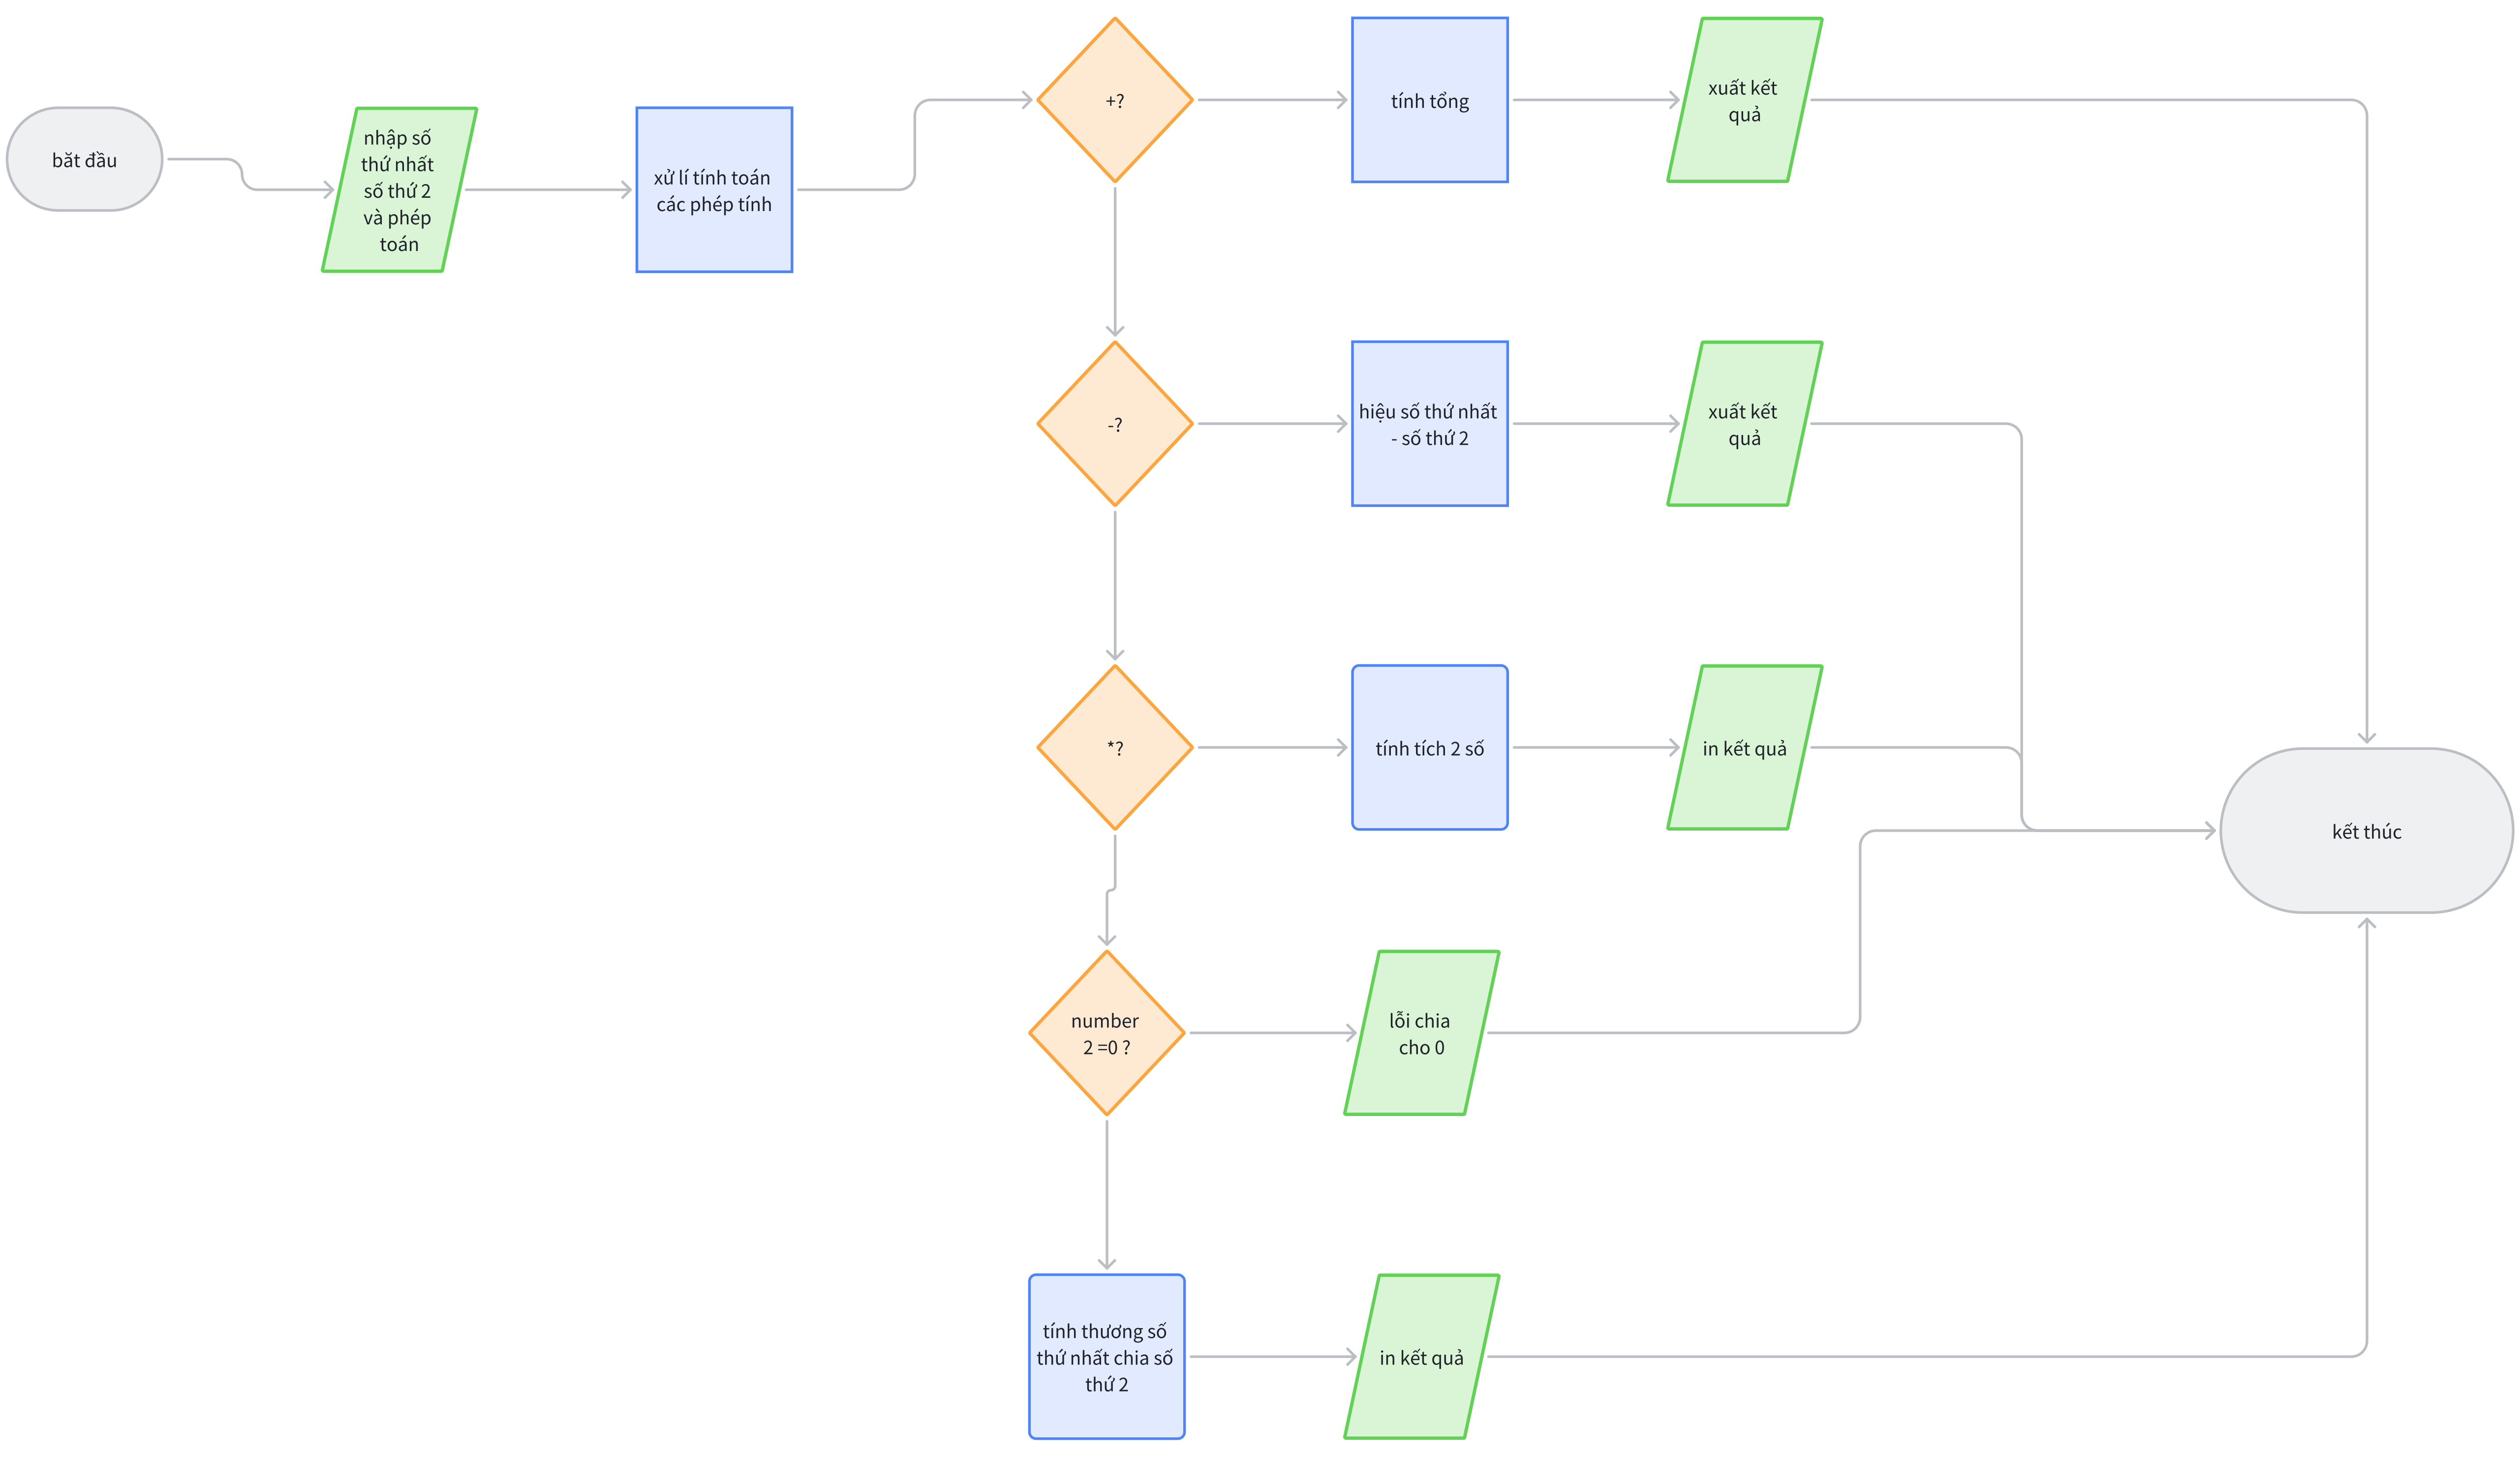 băt đầu
nhập số
thứ nhất
số thứ 2
và phép
toán
xử lí tính toán
các phép tính
+?
tính tổng
xuất kết
quả
-?
hiệu số thứ nhất
- số thứ 2
xuất kết
quả
*?
tính tích 2 số
in kết quả
kết thúc
number
2 =0 ?
lỗi chia
cho 0
tính thương số
thứ nhất chia số
thứ 2
in kết quả